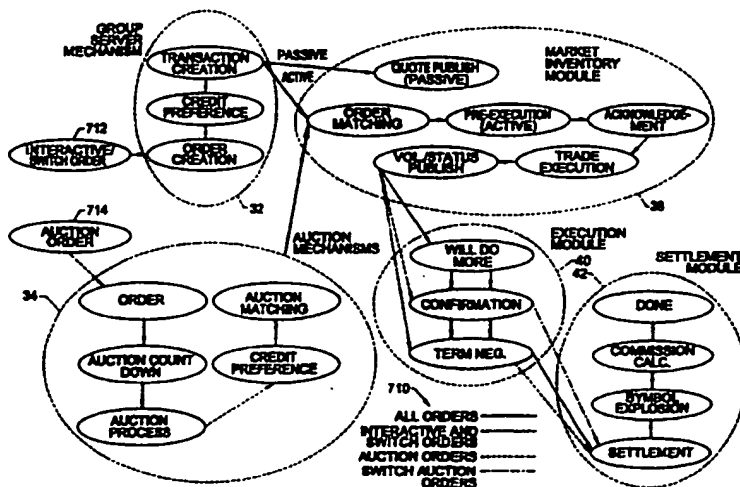 GROUP
SERVER
MECHANISM
TRANSACTION
CREATION
CREDIT
PREFERENCE
ORDER
CREATION
32
712
INTERACTIVE/
SWITCH ORDER
PASSIVE
ACTIVE
QUOTE PUBLISH
(PASSIVE)
MARKET
INVENTORY
MODULE
ORDER
MATCHING
PRE-EXECUTION
(ACTIVE)
ACKNOWLEDGE-
MENT
VOL/STATUS
PUBLISH
TRADE
EXECUTION
38
714
AUCTION
ORDER
AUCTION
MECHANISMS
34
ORDER
AUCTION
MATCHING
AUCTION COUNT
DOWN
CREDIT
PREFERENCE
AUCTION
PROCESS
EXECUTION
MODULE
40
WILL DO
MORE
CONFIRMATION
TERM NEG.
42
SETTLEMENT
MODULE
DONE
COMMISSION
CALC.
SYMBOL
EXPLOSION
SETTLEMENT
710
ALL ORDERS
INTERACTIVE AND
SWITCH ORDERS
AUCTION ORDERS
SWITCH AUCTION
ORDERS